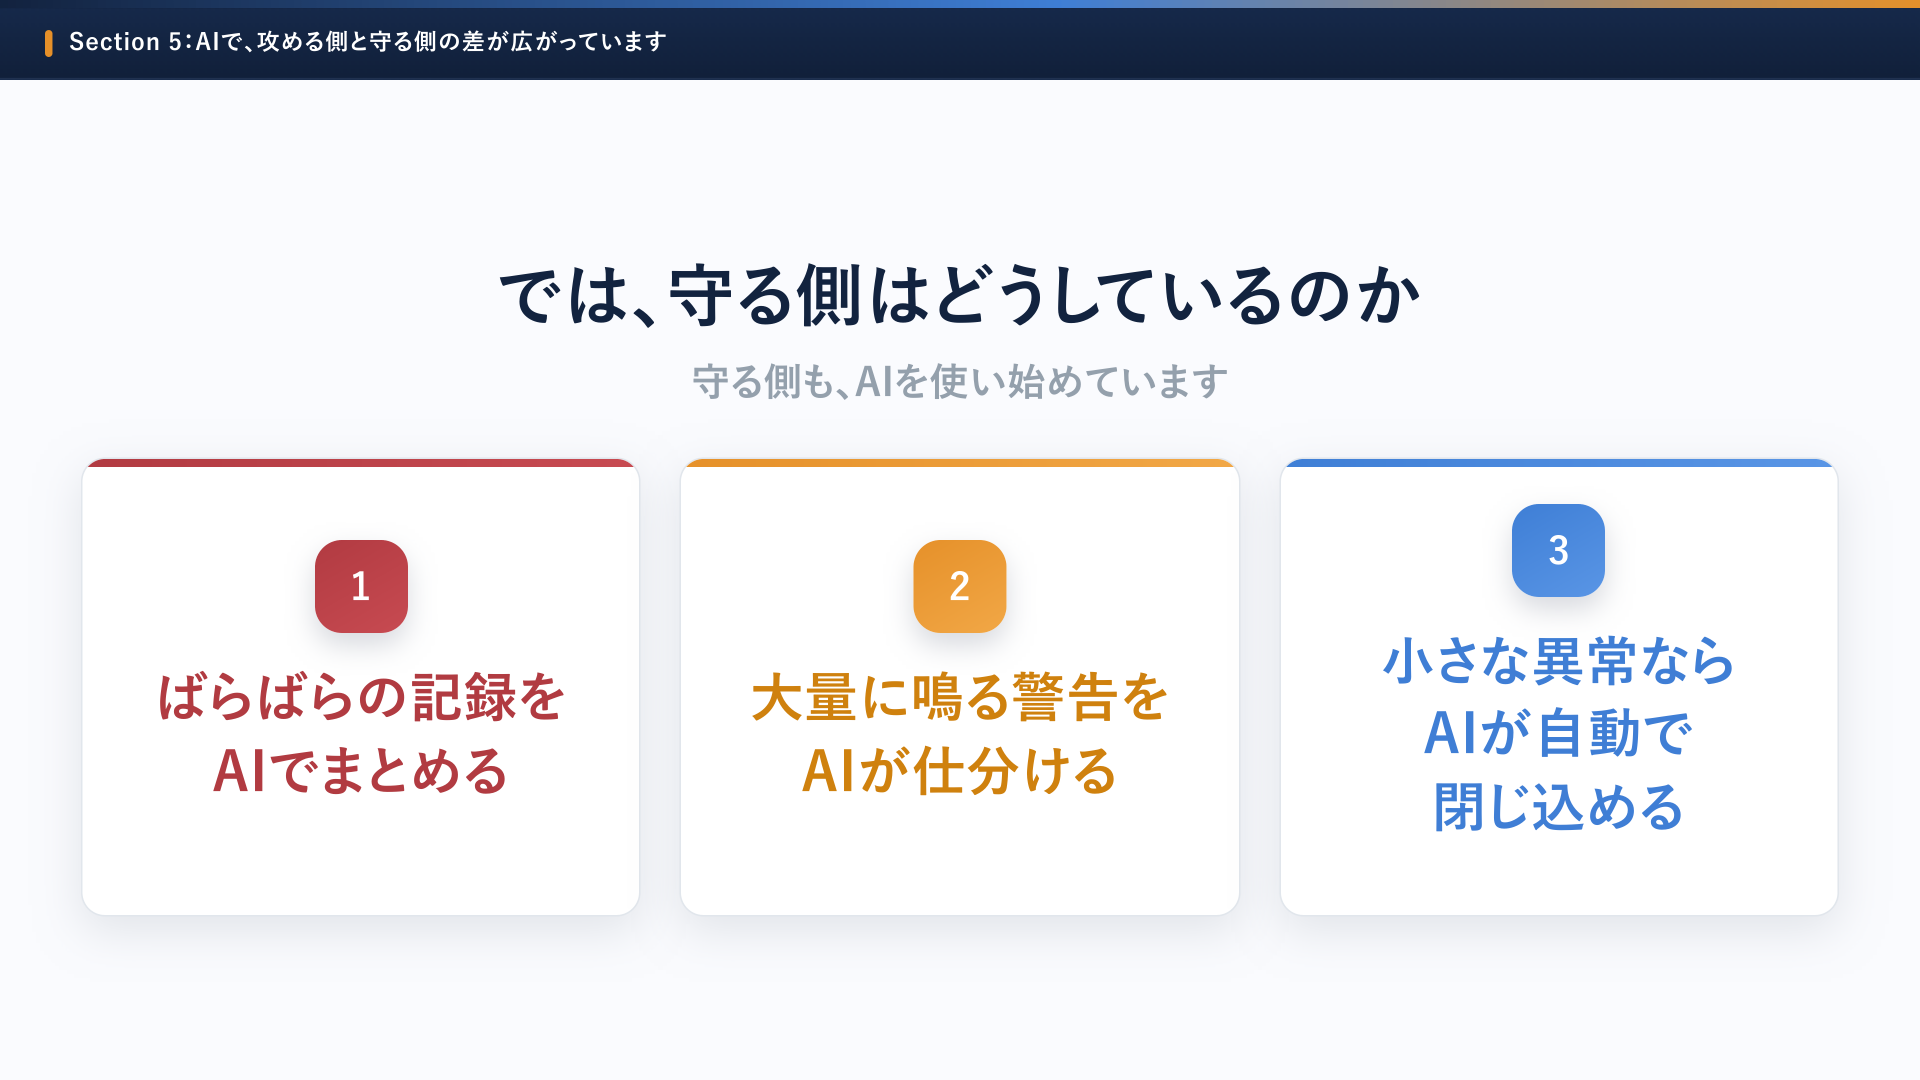 Section 5：AIで、攻める側と守る側の差が広がっています
では、守る側はどうしているのか
守る側も、AIを使い始めています
1
ばらばらの記録を
AIでまとめる
2
大量に鳴る警告を
AIが仕分ける
3
小さな異常なら
AIが自動で
閉じ込める